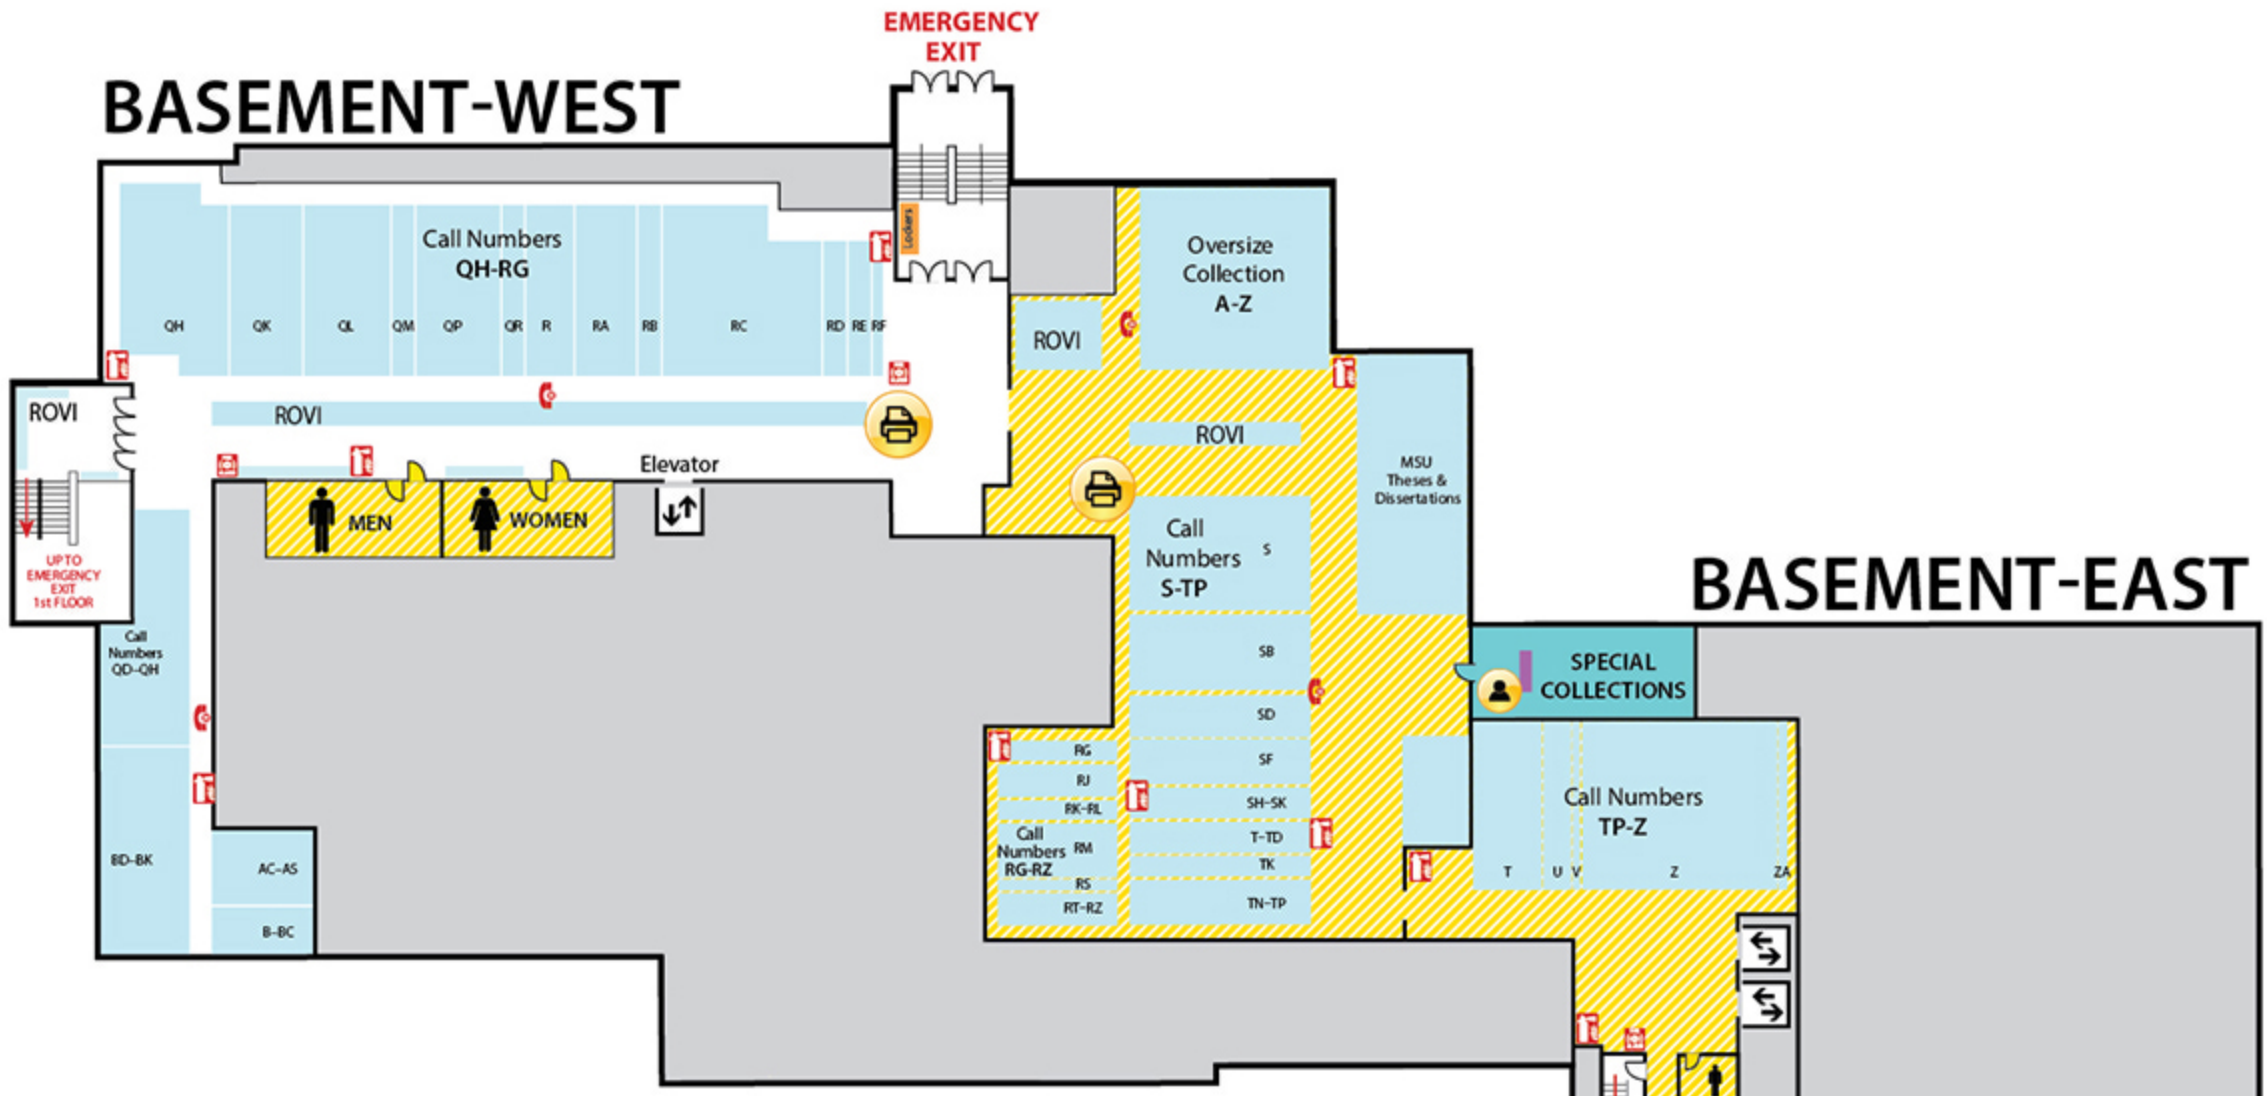 EMERGENCY
EXIT
BASEMENT-WEST
Lockers
Call Numbers
QH-RG
QH
QK
QL
QM
QP
QR
R
RA
RB
RC
RD
RE
RF
Oversize
Collection
A-Z
ROVI
ROVI
ROVI
ROVI
MSU
Theses &
Dissertations
Elevator
MEN
WOMEN
UP TO
EMERGENCY
EXIT
1st FLOOR
Call
Numbers
QD-QH
BD-BK
AC-AS
B-BC
Call
Numbers
S-TP
S
SB
SD
SF
SH-SK
T-TD
TK
TN-TP
RG
RJ
RK-RL
Call
Numbers
RG-RZ
RM
RS
RT-RZ
BASEMENT-EAST
SPECIAL
COLLECTIONS
Call Numbers
TP-Z
T
U
V
Z
ZA